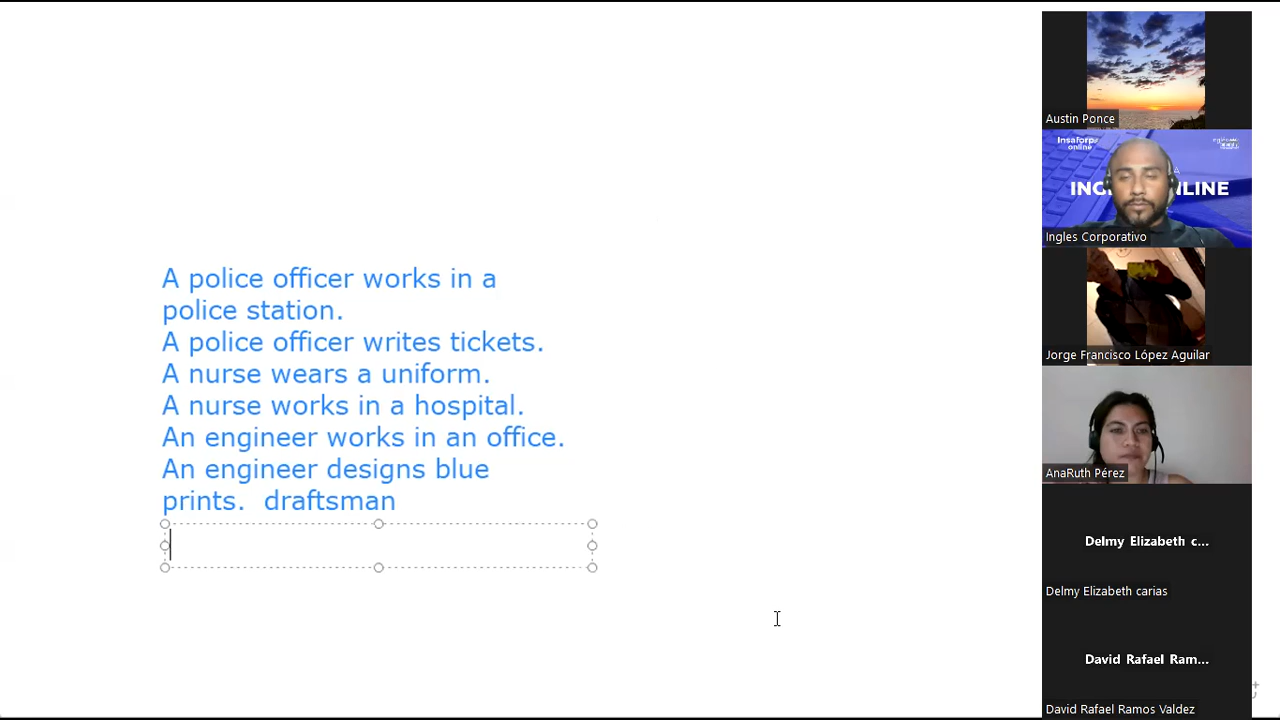 A police officer works in a
police station.
A police officer writes tickets.
A nurse wears a uniform.
A nurse works in a hospital.
An engineer works in an office.
An engineer designs blue
prints.  draftsman
Austin Ponce
Insaforp
online
Ingles Corporativo
Jorge Francisco López Aguilar
AnaRuth Pérez
Delmy Elizabeth c...
Delmy Elizabeth carias
David Rafael Ram...
David Rafael Ramos Valdez